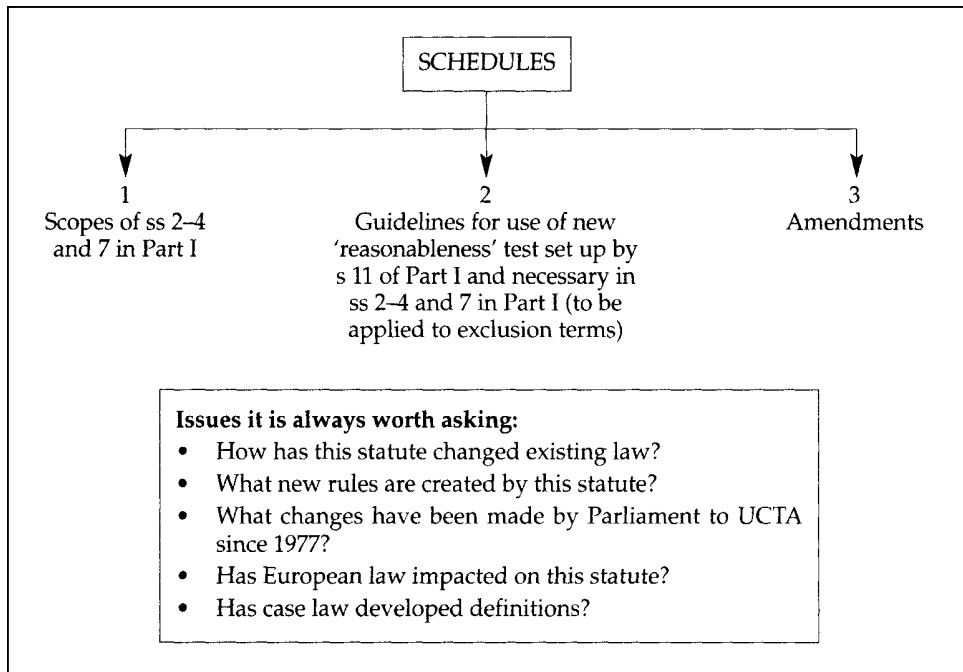 SCHEDULES
1
Scopes of ss 2–4
and 7 in Part I
2
Guidelines for use of new
'reasonableness' test set up by
s 11 of Part I and necessary in
ss 2–4 and 7 in Part I (to be
applied to exclusion terms)
3
Amendments
Issues it is always worth asking:
• How has this statute changed existing law?
• What new rules are created by this statute?
• What changes have been made by Parliament to UCTA
since 1977?
• Has European law impacted on this statute?
• Has case law developed definitions?